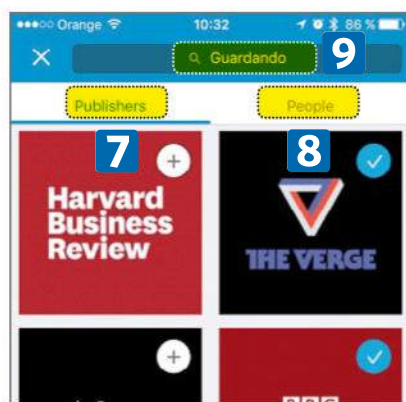 Orange 10:32 86 %
Guardando 9
Publishers People
7 8
Harvard
Business
Review
THE VERGE